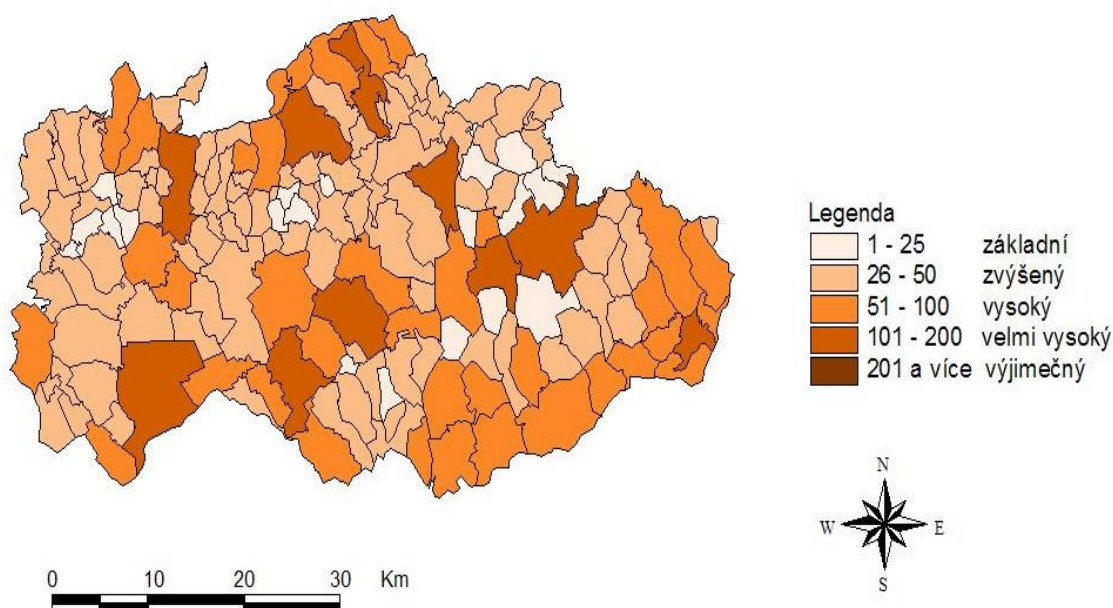 Legenda
1 - 25 základní
26 - 50 zvýšený
51 - 100 vysoký
101 - 200 velmi vysoký
201 a více výjimečný
N
W E
S
0 10 20 30 Km